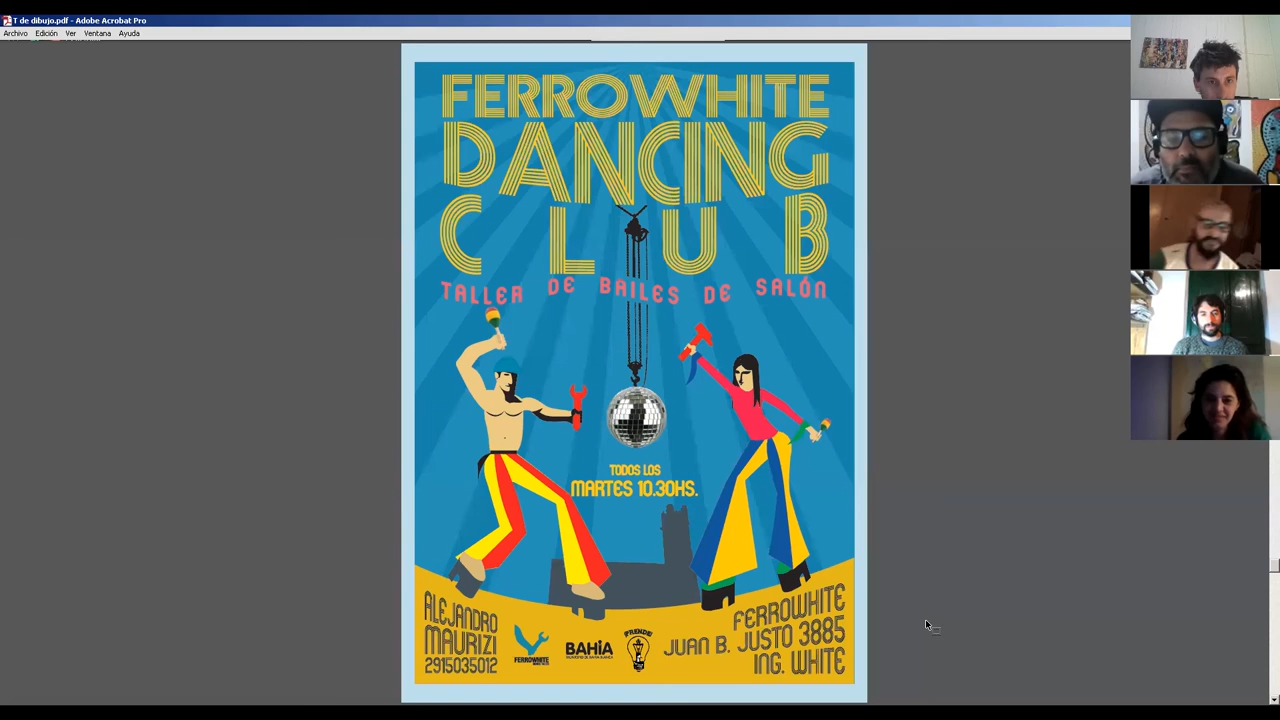 T de dibujo.pdf - Adobe Acrobat Pro
Archivo Edición Ver Ventana Ayuda
FERROWHITE
DANCING
CLUB
TALLER DE BAILES DE SALÓN
TODOS LOS
MARTES 10.30HS.
ALEJANDRO
MAURIZI
2915035012
FERROWHITE
BAHÍA
PRENDE
FERROWHITE
JUAN B. JUSTO 3885
ING. WHITE